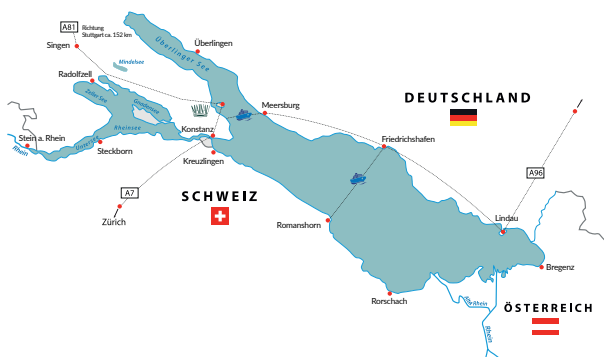 A81
Richtung
Stuttgart ca. 152 km
Singen
Überlingen
Überlinger See
Mindelsee
Radolfzell
Zeller See
Gnadensee
Meersburg
DEUTSCHLAND
Stein a. Rhein
Rhein
Untersee
Rheinsee
Konstanz
Friedrichshafen
Steckborn
Kreuzlingen
A96
A7
SCHWEIZ
Zürich
Romanshorn
Lindau
Bregenz
Rorschach
Alter Rhein
Rhein
ÖSTERREICH